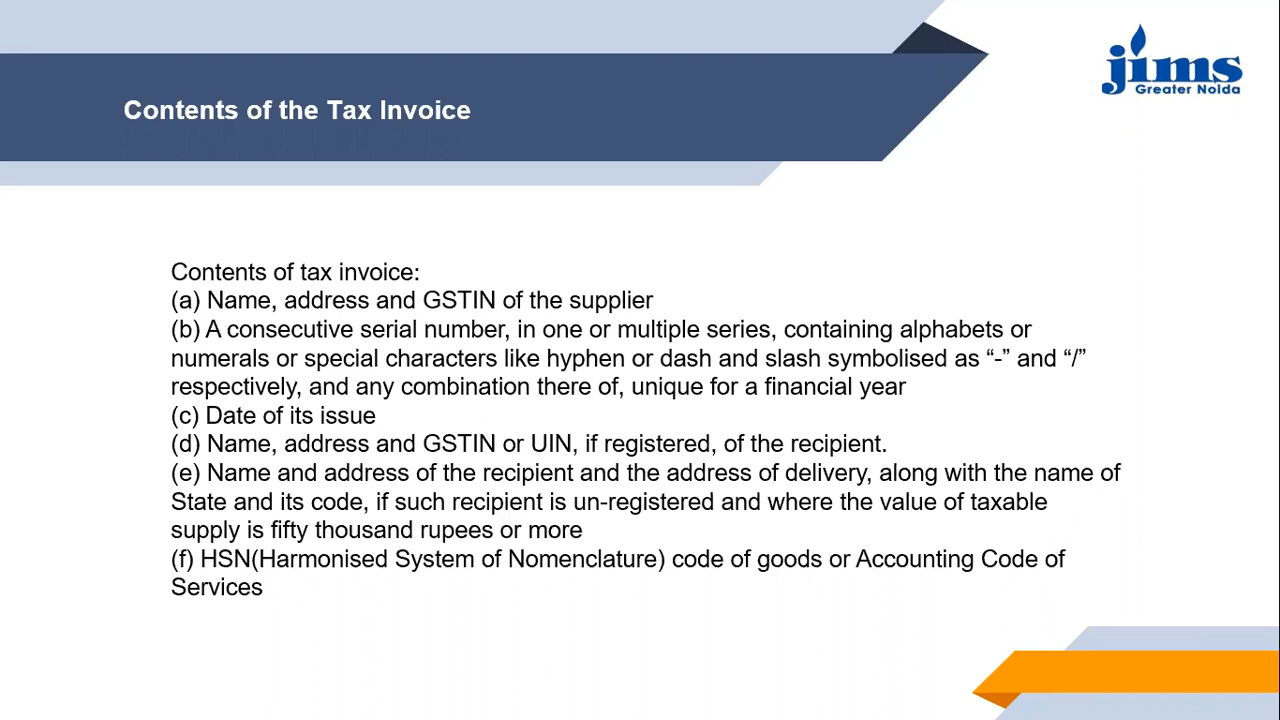 jims
Greater Noida
Contents of the Tax Invoice
Contents of tax invoice:
(a) Name, address and GSTIN of the supplier
(b) A consecutive serial number, in one or multiple series, containing alphabets or
numerals or special characters like hyphen or dash and slash symbolised as “-” and “/”
respectively, and any combination there of, unique for a financial year
(c) Date of its issue
(d) Name, address and GSTIN or UIN, if registered, of the recipient.
(e) Name and address of the recipient and the address of delivery, along with the name of
State and its code, if such recipient is un-registered and where the value of taxable
supply is fifty thousand rupees or more
(f) HSN(Harmonised System of Nomenclature) code of goods or Accounting Code of
Services